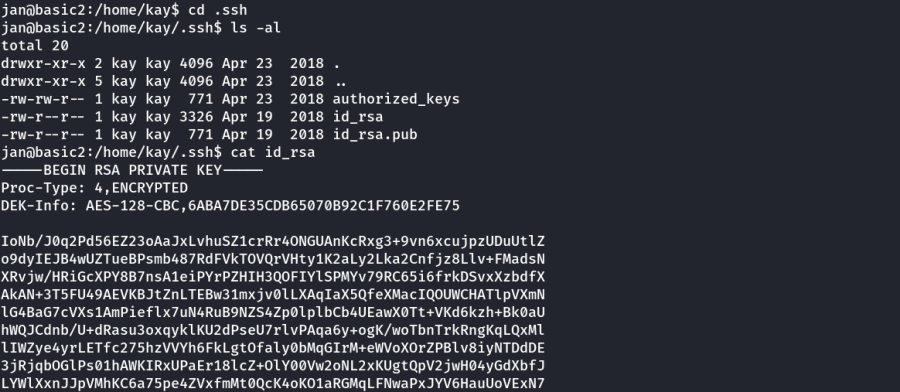 jan@basic2:/home/kay$ cd .ssh
jan@basic2:/home/kay/.ssh$ ls -al
total 20
drwxr-xr-x 2 kay kay 4096 Apr 23  2018 .
drwxr-xr-x 5 kay kay 4096 Apr 23  2018 ..
-rw-rw-r-- 1 kay kay  771 Apr 23  2018 authorized_keys
-rw-r--r-- 1 kay kay 3326 Apr 19  2018 id_rsa
-rw-r--r-- 1 kay kay  771 Apr 19  2018 id_rsa.pub
jan@basic2:/home/kay/.ssh$ cat id_rsa
-----BEGIN RSA PRIVATE KEY-----
Proc-Type: 4,ENCRYPTED
DEK-Info: AES-128-CBC,6ABA7DE35CDB65070B92C1F760E2FE75
IoNb/J0q2Pd56EZ23oAaJxLvhuSZ1crRr4ONGUAnKcRxg3+9vn6xcujpzUDuUtlZ
o9dyIEJB4wUZTueBPsmb487RdFVkTOVQrVHty1K2aLy2Lka2Cnfjz8Llv+FMadsN
XRvjw/HRiGcXPY8B7nsA1eiPYrPZHIH3QOFIYlSPMYv79RC65i6frkDSvxXzbdfX
AkAN+3T5FU49AEVKBJtZnLTEBw31mxjv0lLXAqIaX5QfeXMacIQOUWCHATlpVXmN
lG4BaG7cVXs1AmPieflx7uN4RuB9NZS4Zp0lplbCb4UEawX0Tt+VKd6kzh+Bk0aU
hWQJCdnb/U+dRasu3oxqyklKU2dPseU7rlvPAqa6y+ogK/woTbnTrkRngKqLQxMl
lIWZye4yrLETfc275hzVVYh6FkLgtOfaly0bMqGIrM+eWVoXOrZPBlv8iyNTDdDE
3jRjqbOGlPs01hAWKIRxUPaEr18lcZ+OlY00Vw2oNL2xKUgtQpV2jwH04yGdXbfJ
LYWlXxnJJpVMhKC6a75pe4ZVxfmMt0QcK4oKO1aRGMqLFNwaPxJYV6HauUoVExN7